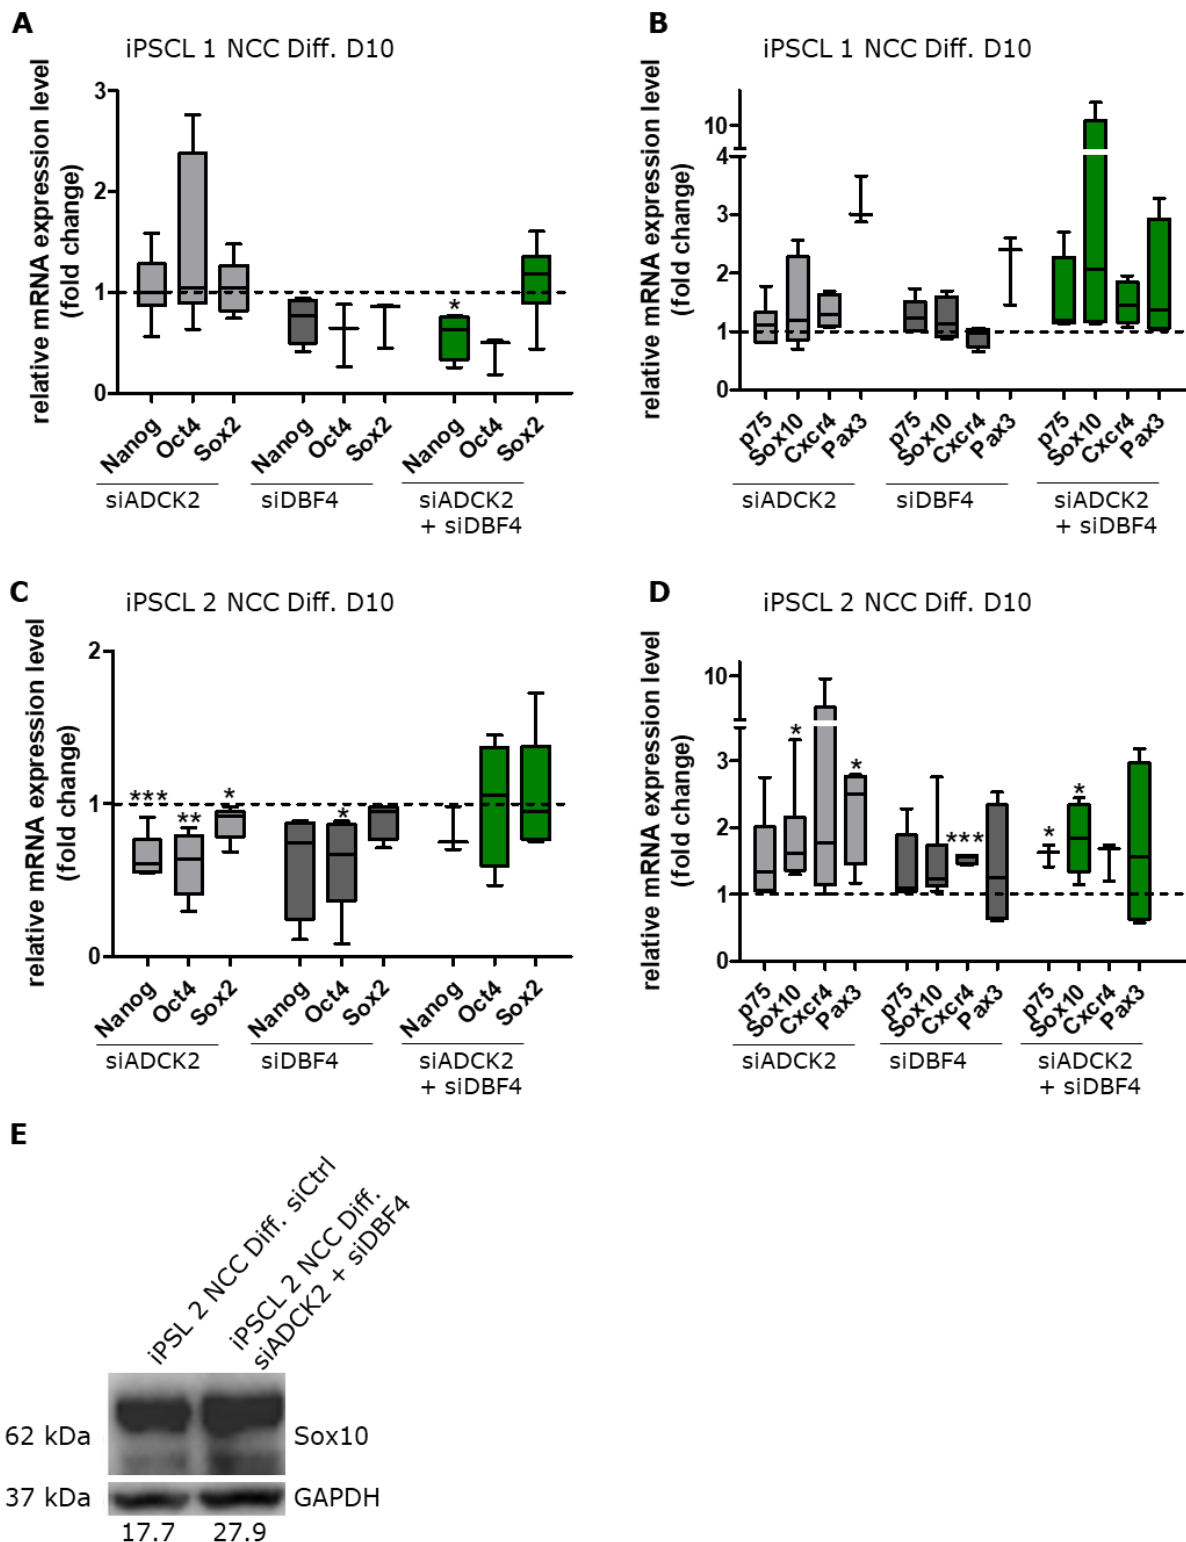 A
iPSCL 1 NCC Diff. D10
relative mRNA expression level
(fold change)
3
2
1
0
*
Nanog
Oct4
Sox2
Nanog
Oct4
Sox2
Nanog
Oct4
Sox2
siADCK2
siDBF4
siADCK2
+ siDBF4
B
iPSCL 1 NCC Diff. D10
relative mRNA expression level
(fold change)
10
4
3
2
1
0
p75
Sox10
Cxcr4
Pax3
p75
Sox10
Cxcr4
Pax3
p75
Sox10
Cxcr4
Pax3
siADCK2
siDBF4
siADCK2
+ siDBF4
C
iPSCL 2 NCC Diff. D10
relative mRNA expression level
(fold change)
2
1
0
***
**
*
*
Nanog
Oct4
Sox2
Nanog
Oct4
Sox2
Nanog
Oct4
Sox2
siADCK2
siDBF4
siADCK2
+ siDBF4
D
iPSCL 2 NCC Diff. D10
relative mRNA expression level
(fold change)
10
3
2
1
0
*
*
***
*
*
p75
Sox10
Cxcr4
Pax3
p75
Sox10
Cxcr4
Pax3
p75
Sox10
Cxcr4
Pax3
siADCK2
siDBF4
siADCK2
+ siDBF4
E
iPSL 2 NCC Diff. siCtrl
iPSCL 2 NCC Diff.
siADCK2 + siDBF4
62 kDa
Sox10
37 kDa
GAPDH
17.7
27.9